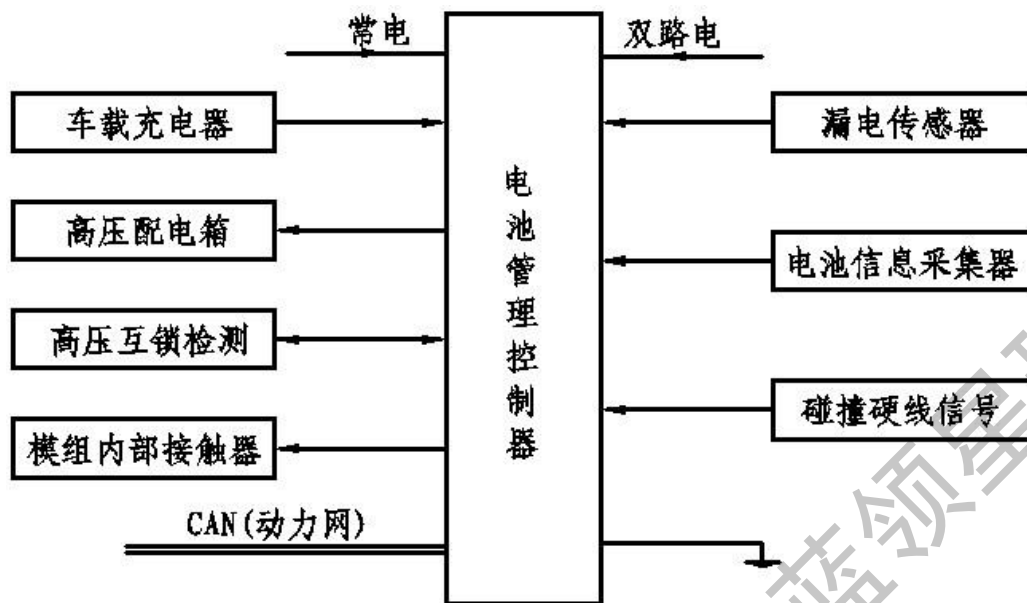 常电
双路电
车载充电器
漏电传感器
高压配电箱
电池管理控制器
电池信息采集器
高压互锁检测
碰撞硬线信号
模组内部接触器
CAN(动力网)
蓝领星